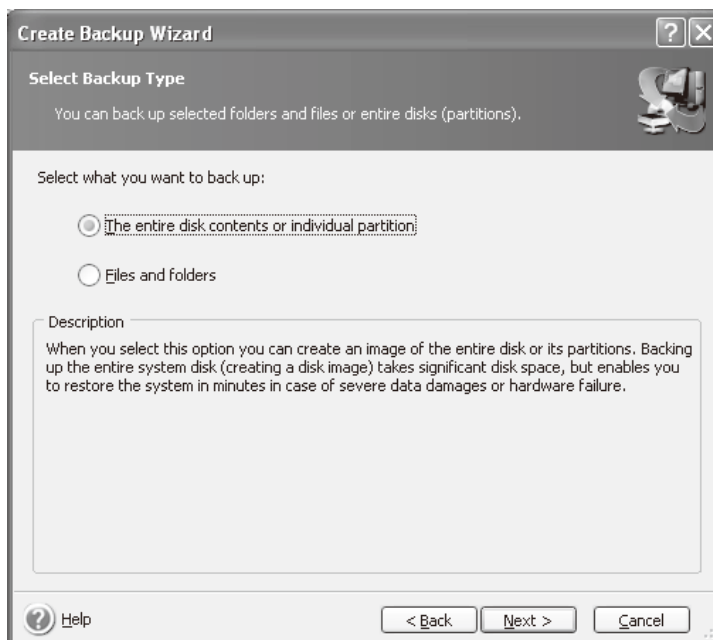 Create Backup Wizard
Select Backup Type
You can back up selected folders and files or entire disks (partitions).
Select what you want to back up:
The entire disk contents or individual partition
Files and folders
Description
When you select this option you can create an image of the entire disk or its partitions. Backing
up the entire system disk (creating a disk image) takes significant disk space, but enables you
to restore the system in minutes in case of severe data damages or hardware failure.
? Help
< Back
Next >
Cancel